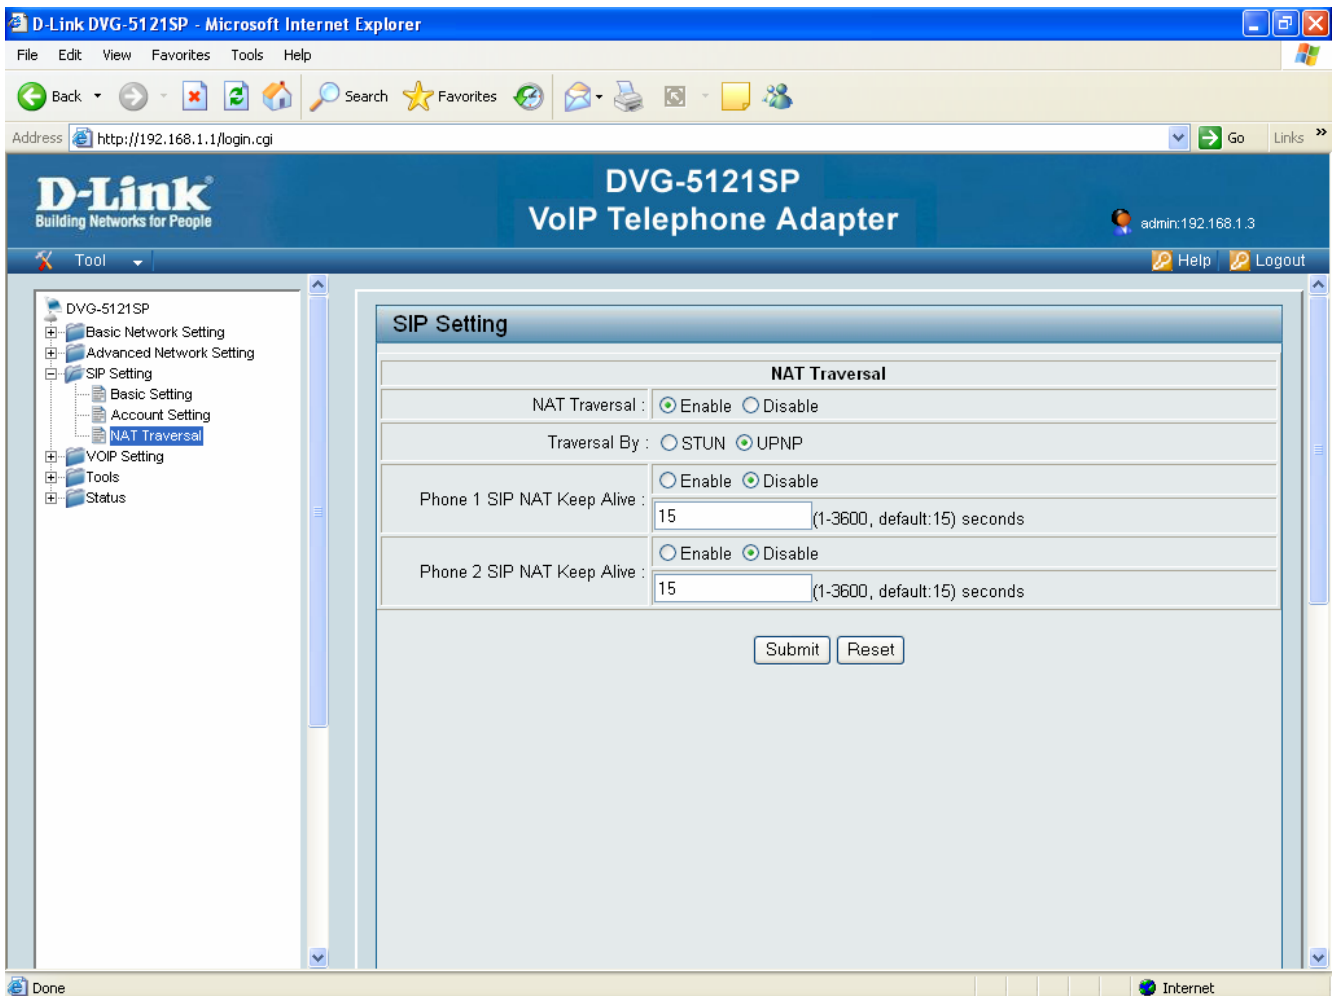 D-Link DVG-5121SP - Microsoft Internet Explorer
File Edit View Favorites Tools Help
Back Search Favorites
Address http://192.168.1.1/login.cgi Go Links »
D-Link®
Building Networks for People
DVG-5121SP
VoIP Telephone Adapter
admin:192.168.1.3
Tool Help Logout
DVG-5121SP
Basic Network Setting
Advanced Network Setting
SIP Setting
Basic Setting
Account Setting
NAT Traversal
VOIP Setting
Tools
Status
SIP Setting
NAT Traversal
NAT Traversal : Enable Disable
Traversal By : STUN UPNP
Phone 1 SIP NAT Keep Alive : Enable Disable
15 (1-3600, default:15) seconds
Phone 2 SIP NAT Keep Alive : Enable Disable
15 (1-3600, default:15) seconds
Submit Reset
Done Internet